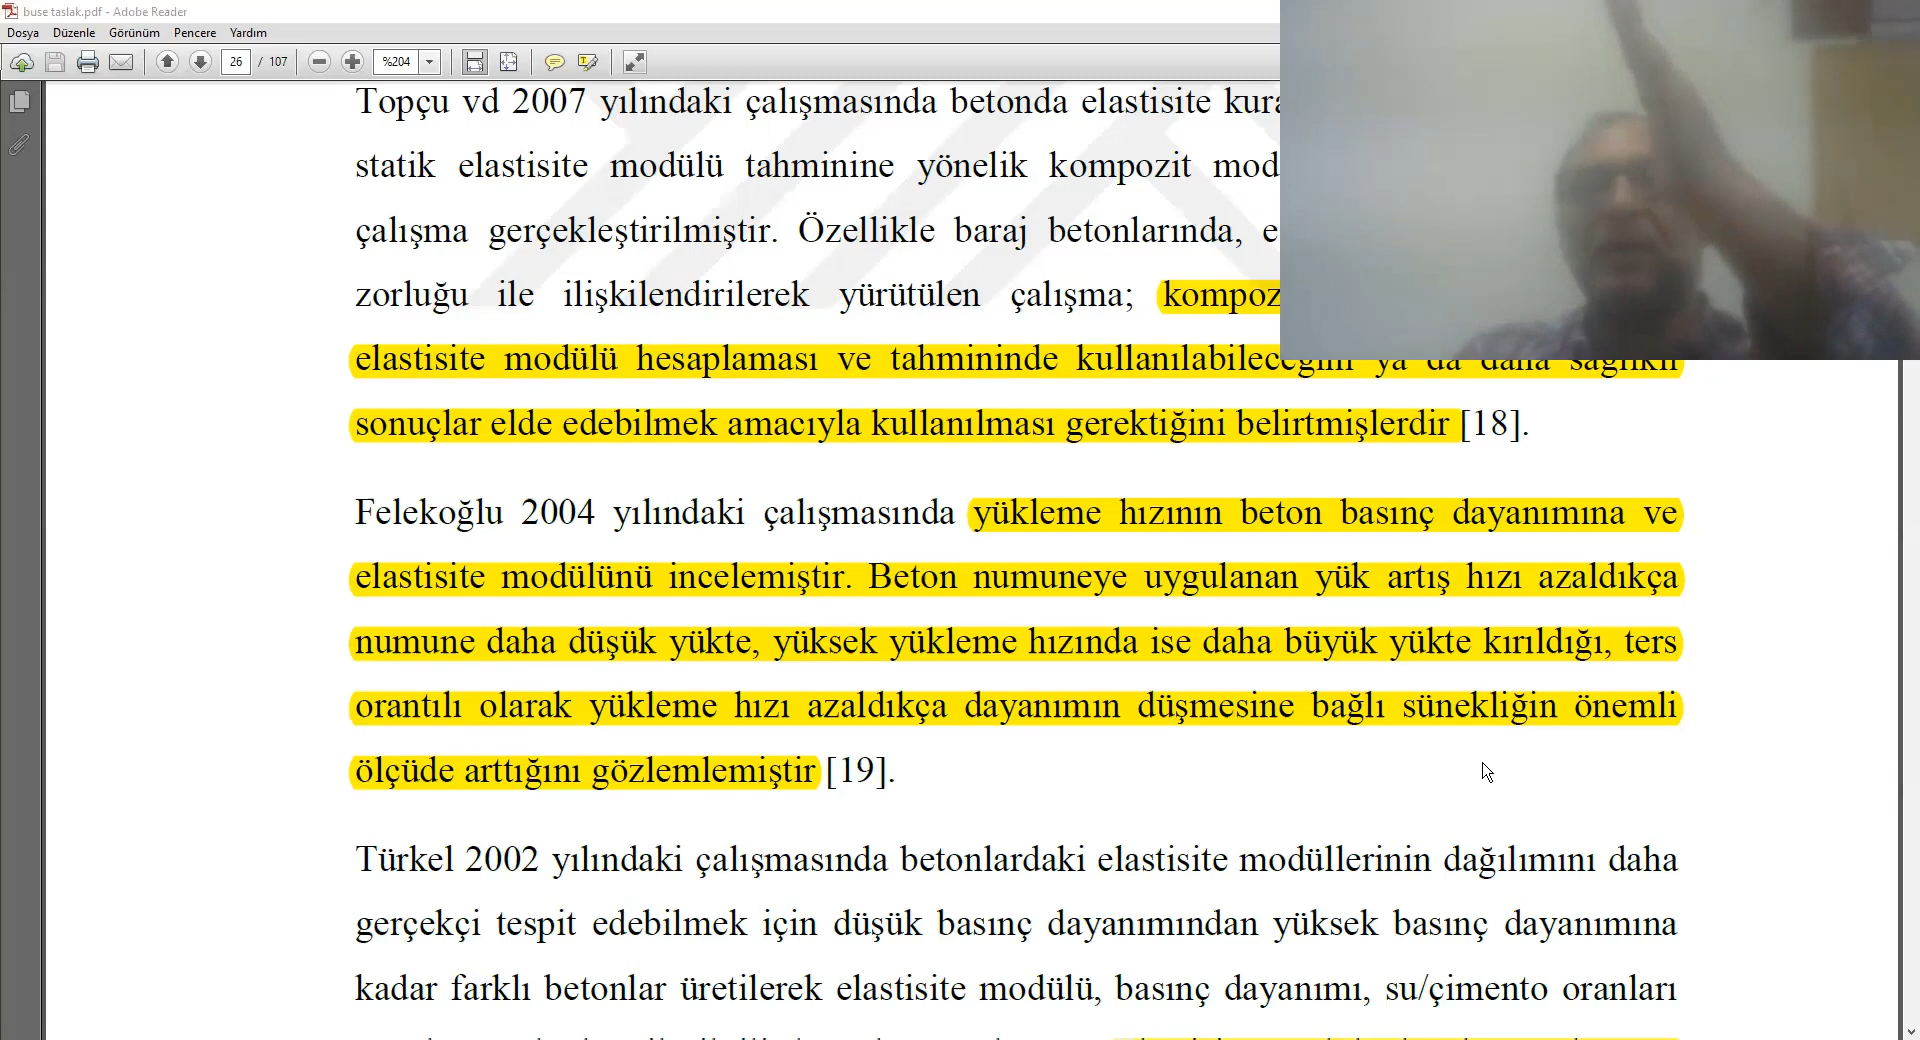 buse taslak.pdf - Adobe Reader
Dosya Düzenle Görünüm Pencere Yardım
26 / 107 %204
Topçu vd 2007 yılındaki çalışmasında betonda elastisite
statik elastisite modülü tahminine yönelik kompozit
çalışma gerçekleştirilmiştir. Özellikle baraj betonlarında,
zorluğu ile ilişkilendirilerek yürütülen çalışma;
elastisite modülü hesaplaması ve tahmininde kullanılabileceğini ya da daha sağlıklı
sonuçlar elde edebilmek amacıyla kullanılması gerektiğini belirtmişlerdir [18].
Felekoğlu 2004 yılındaki çalışmasında yükleme hızının beton basınç dayanımına ve
elastisite modülünü incelemiştir. Beton numuneye uygulanan yük artış hızı azaldıkça
numune daha düşük yükte, yüksek yükleme hızında ise daha büyük yükte kırıldığı, ters
orantılı olarak yükleme hızı azaldıkça dayanımın düşmesine bağlı sünekliğin önemli
ölçüde arttığını gözlemlemiştir [19].
Türkel 2002 yılındaki çalışmasında betonlardaki elastisite modüllerinin dağılımını daha
gerçekçi tespit edebilmek için düşük basınç dayanımından yüksek basınç dayanımına
kadar farklı betonlar üretilerek elastisite modülü, basınç dayanımı, su/çimento oranları